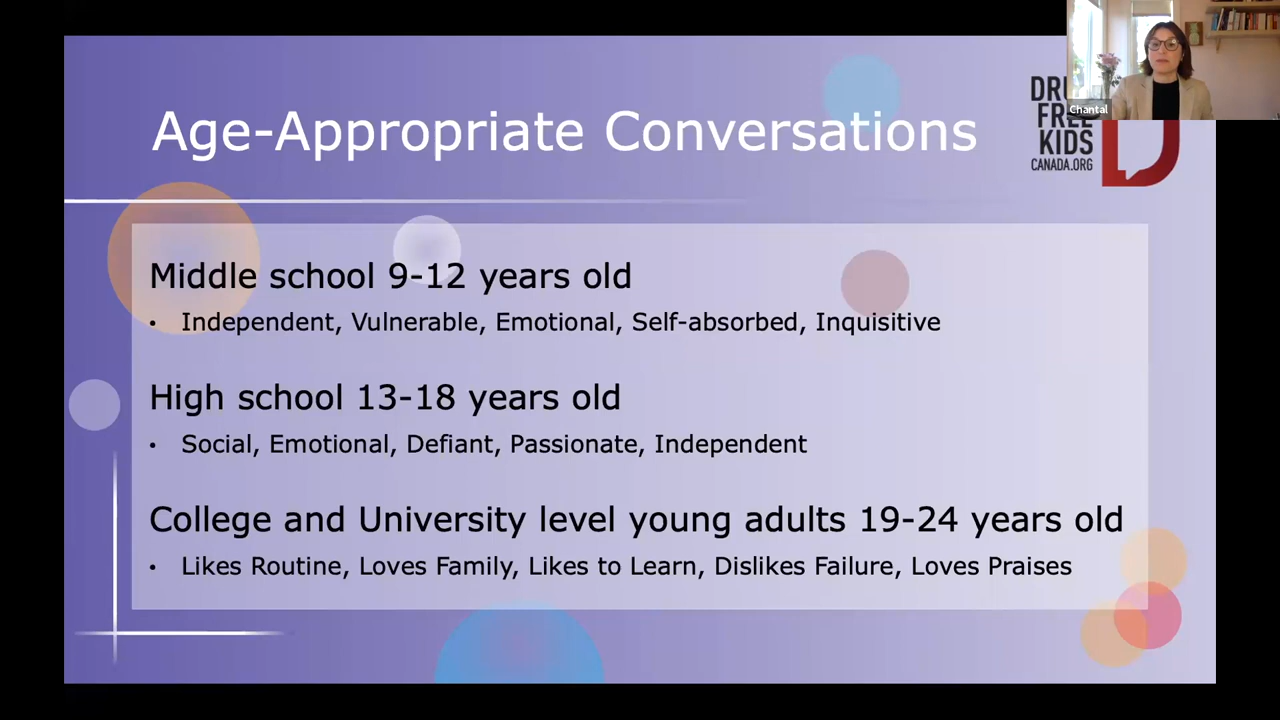 Age-Appropriate Conversations
FREE
KIDS
CANADA.ORG
Chantal
Middle school 9-12 years old
• Independent, Vulnerable, Emotional, Self-absorbed, Inquisitive
High school 13-18 years old
• Social, Emotional, Defiant, Passionate, Independent
College and University level young adults 19-24 years old
• Likes Routine, Loves Family, Likes to Learn, Dislikes Failure, Loves Praises